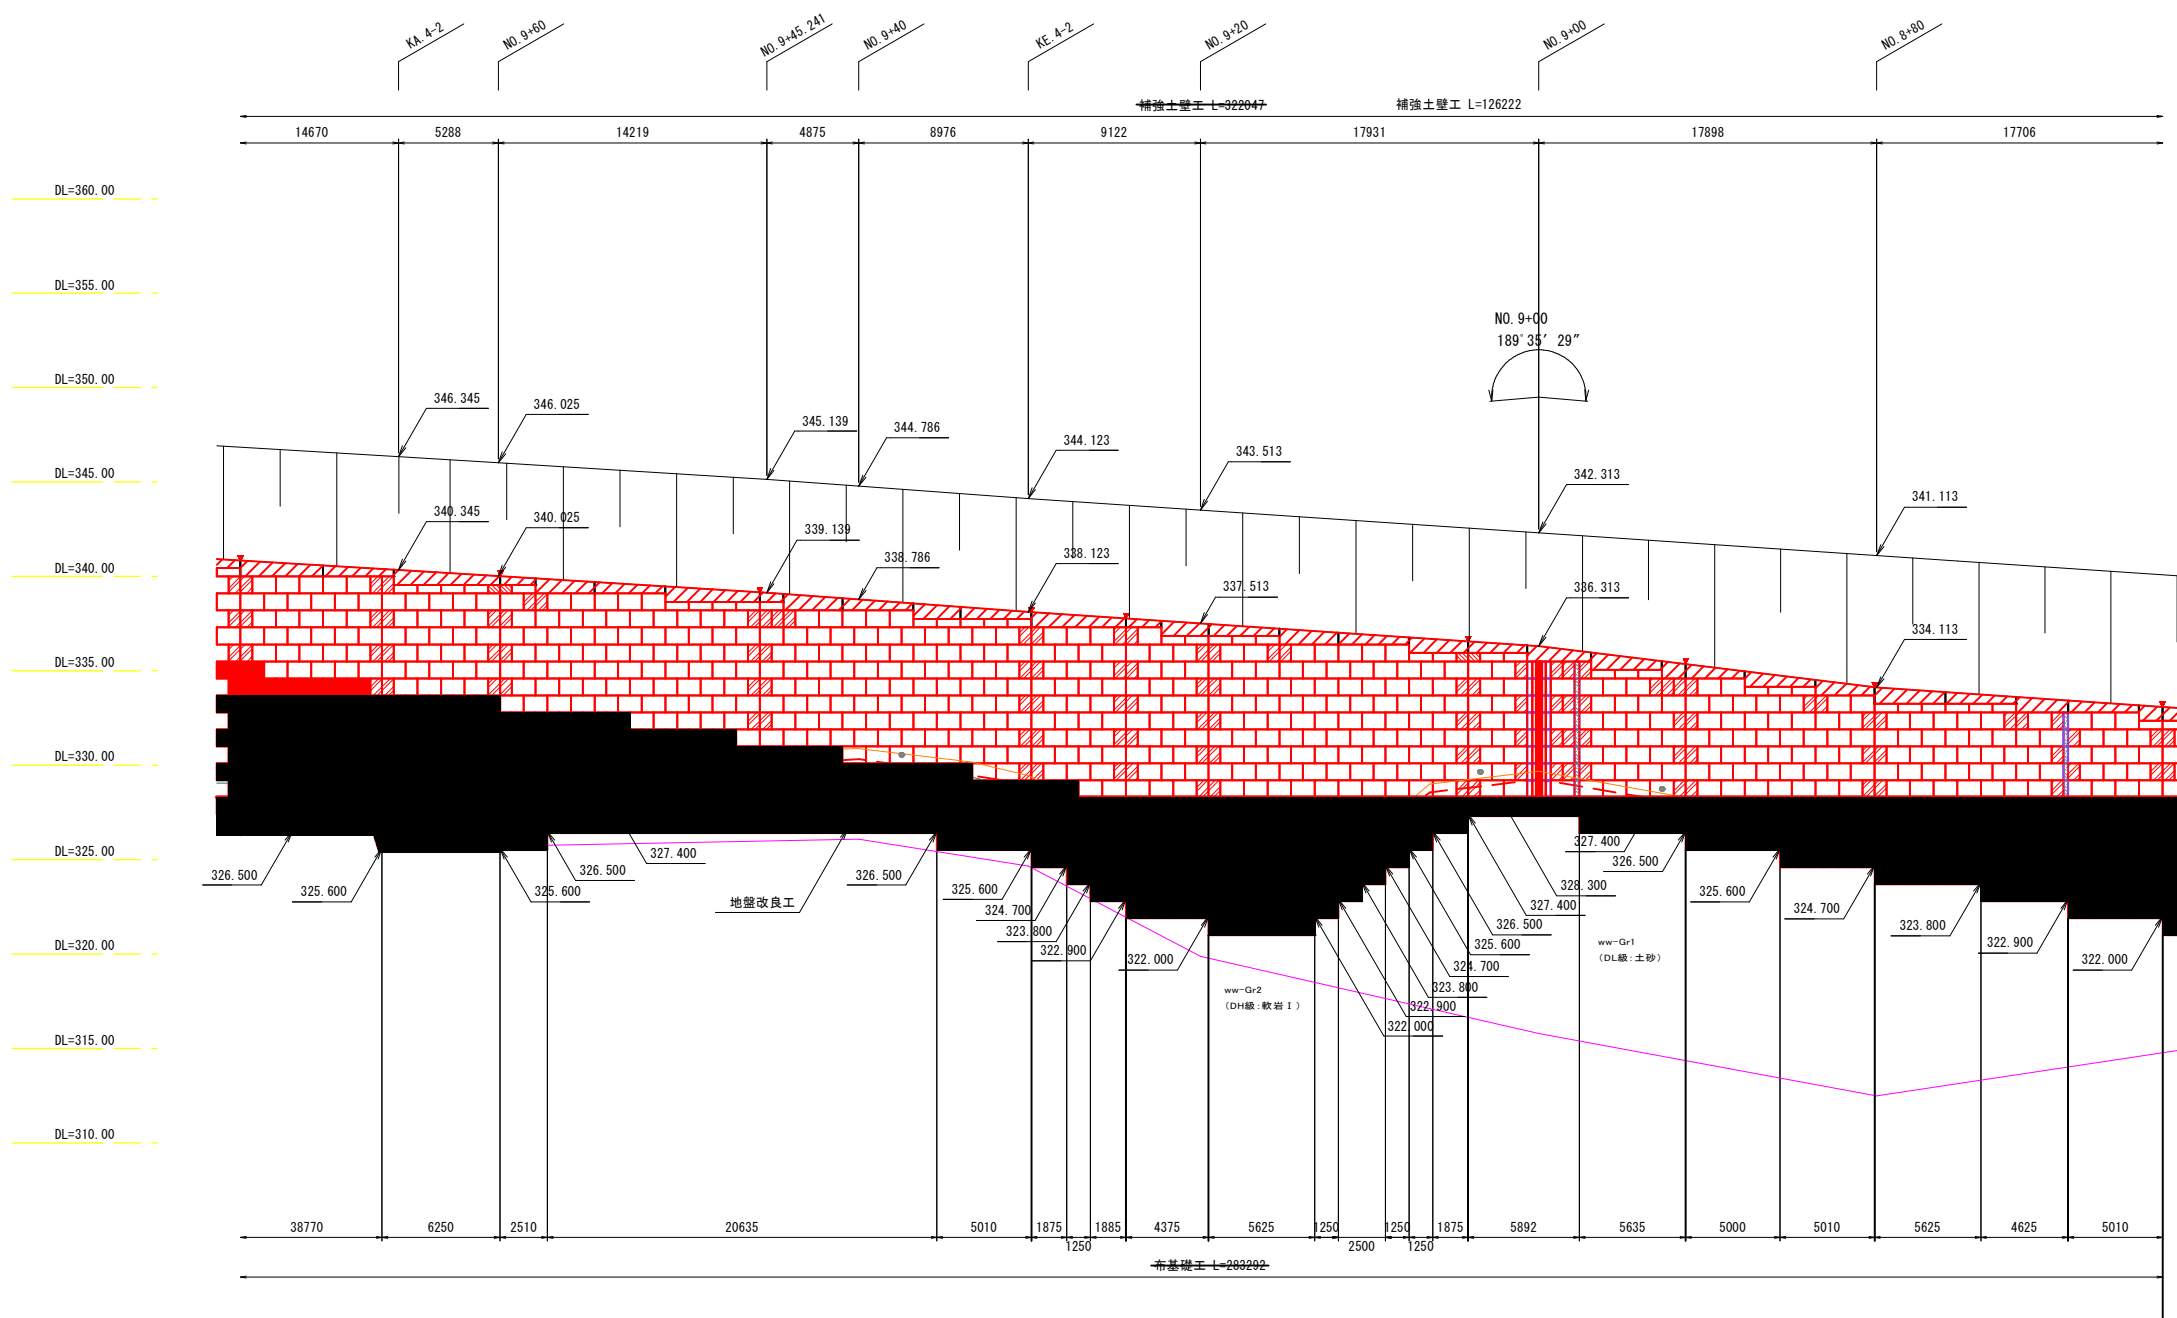 KA.4-2
NO.9+60
NO.9+45.241
NO.9+40
KE.4-2
NO.9+20
NO.9+00
NO.8+80
補強土壁工 L=322047
補強土壁工 L=126222
14670
5288
14219
4875
8976
9122
17931
17898
17706
DL=360.00
DL=355.00
DL=350.00
DL=345.00
DL=340.00
DL=335.00
DL=330.00
DL=325.00
DL=320.00
DL=315.00
DL=310.00
NO.9+00
189°35′29″
346.345
346.025
345.139
344.786
344.123
343.513
342.313
341.113
340.345
340.025
339.139
338.786
338.123
337.513
336.313
334.113
326.500
325.600
325.600
326.500
327.400
地盤改良工
326.500
325.600
324.700
323.800
322.900
322.000
322.000
322.900
323.800
324.700
325.600
326.500
327.400
328.300
327.400
326.500
325.600
324.700
323.800
322.900
322.000
ww-Gr2
(DH級:軟岩Ⅰ)
ww-Gr1
(DL級:土砂)
38770
6250
2510
20635
5010
1875
1250
1885
4375
5625
1250
2500
1250
1250
1875
5892
5635
5000
5010
5625
4625
5010
布基礎工 L=283292